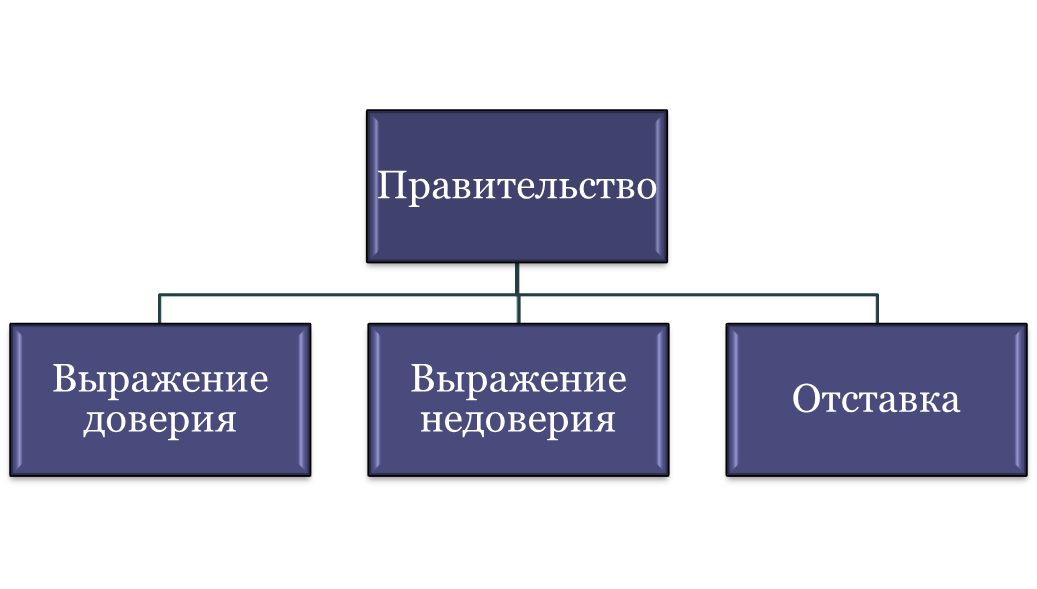 Правительство
Выражение
доверия
Выражение
недоверия
Отставка